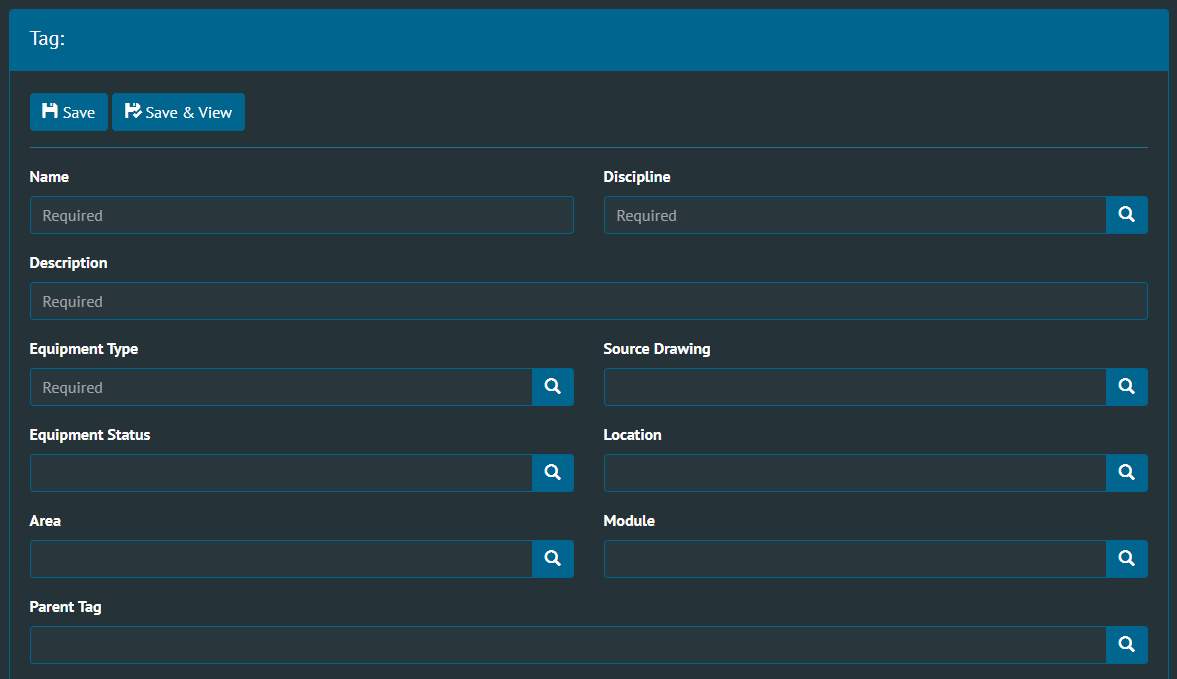 Tag:
Save Save & View
Name Discipline
Required Required
Description
Required
Equipment Type Source Drawing
Required
Equipment Status Location
Area Module
Parent Tag